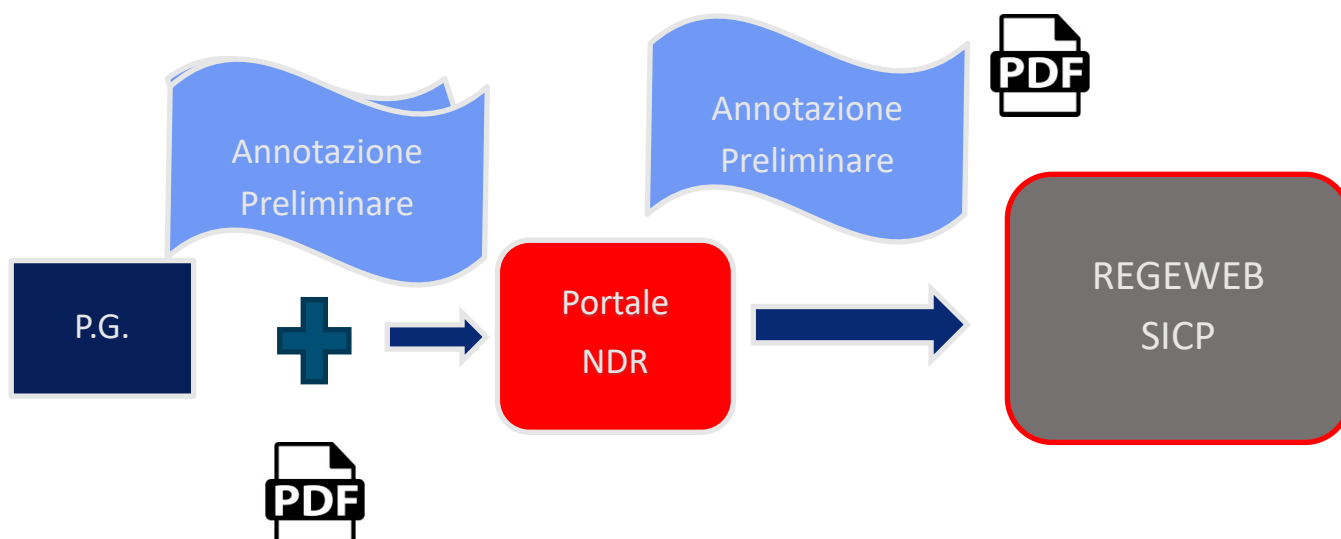 Annotazione
Preliminare
Annotazione
Preliminare
PDF
P.G.
Portale
NDR
REGEWEB
SICP
PDF